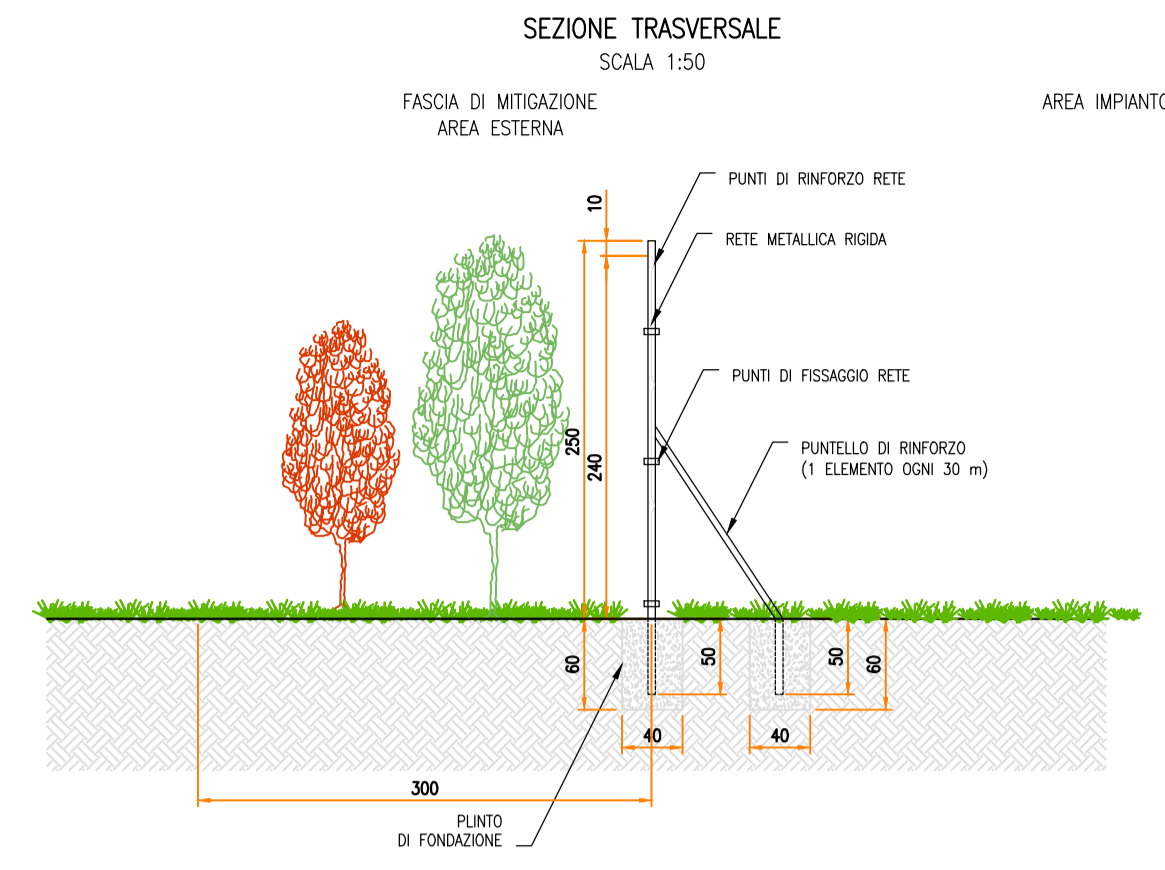 SEZIONE TRASVERSALE
SCALA 1:50
FASCIA DI MITIGAZIONE
AREA ESTERNA
AREA IMPIANTO
PUNTI DI RINFORZO RETE
10
RETE METALLICA RIGIDA
PUNTI DI FISSAGGIO RETE
250
240
PUNTELLO DI RINFORZO
(1 ELEMENTO OGNI 30 m)
60
50
50
60
40
40
300
PLINTO
DI FONDAZIONE